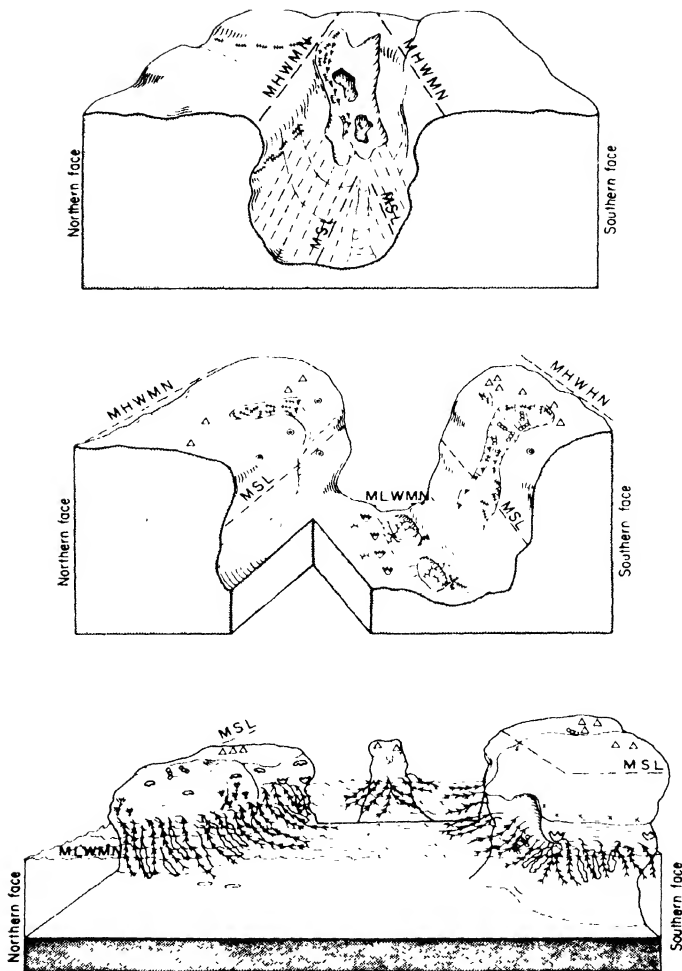 MHWMN
MHWMN
MSL
MSL
Northern face
Southern face
MHWMN
MHWHN
MSL
MLWMN
MSL
Northern face
Southern face
MSL
MSL
MLWMN
Northern face
Southern face